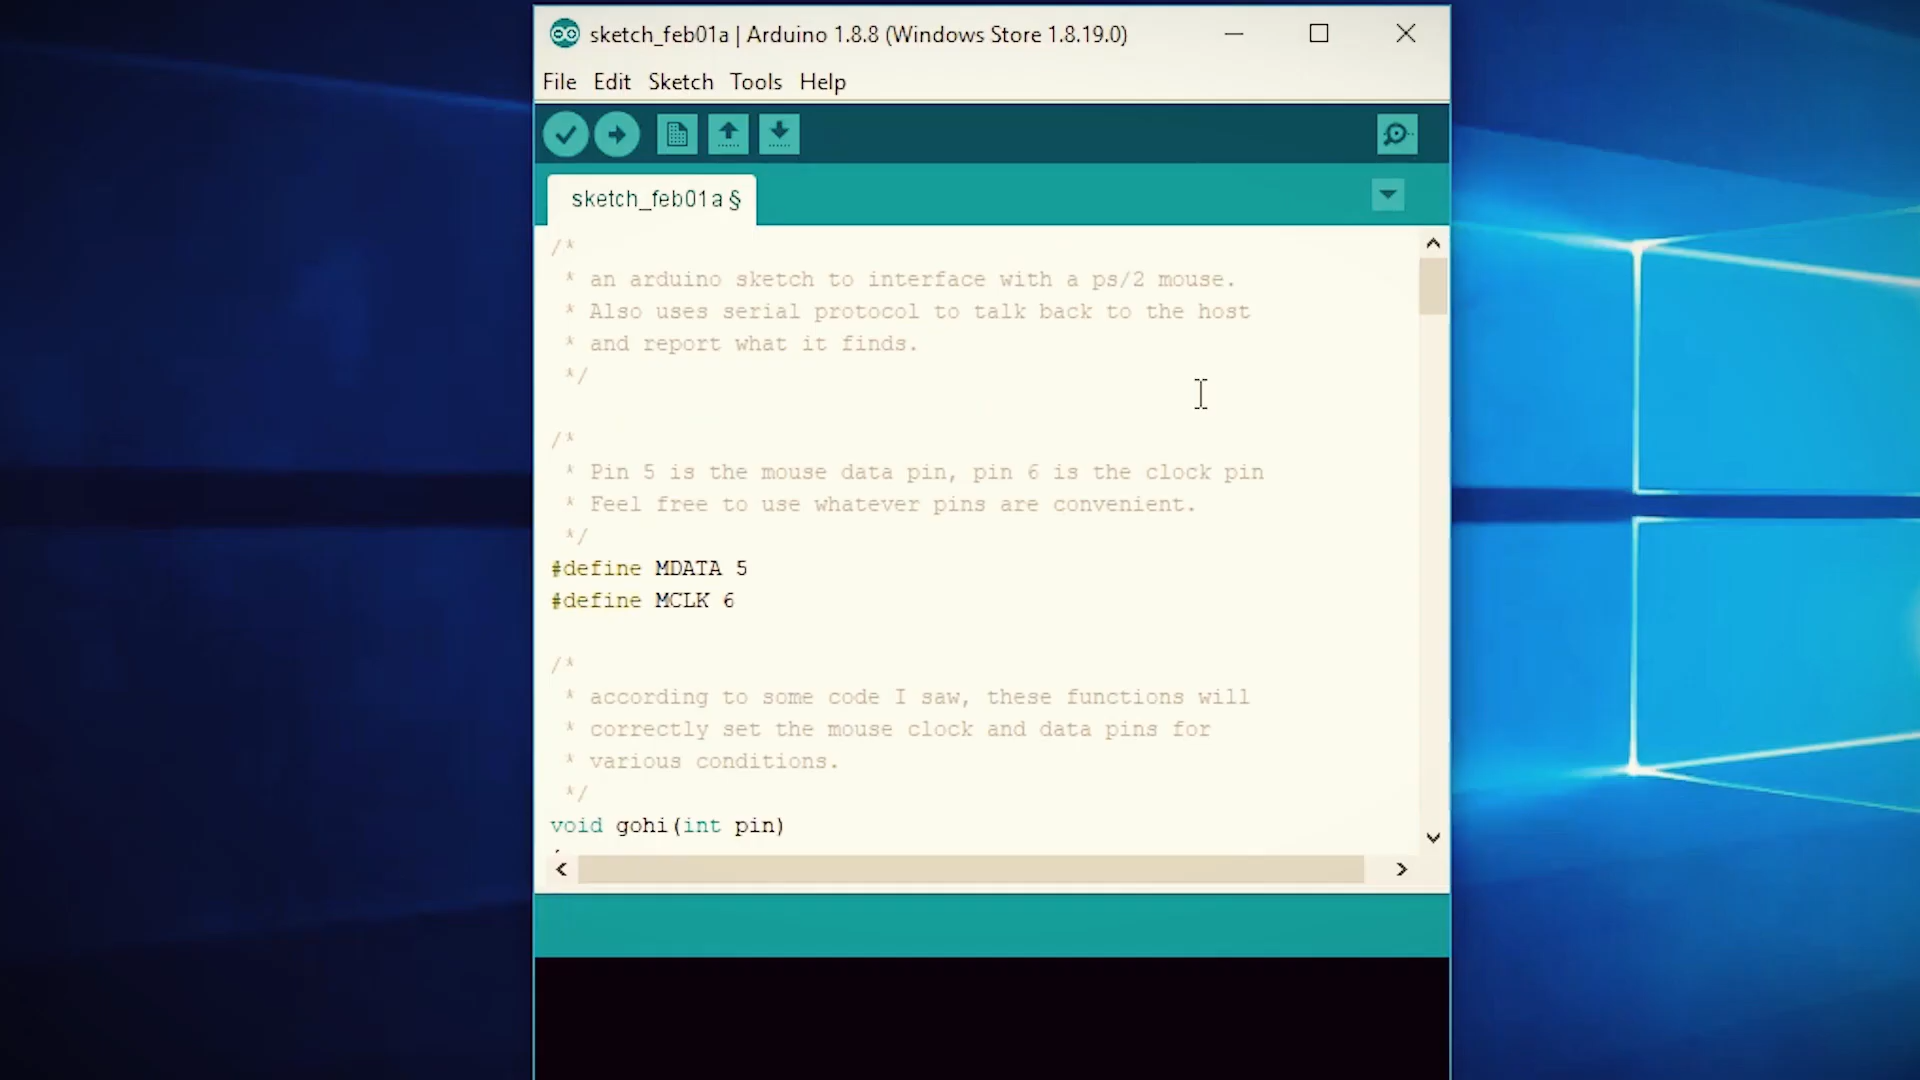 sketch_feb01a | Arduino 1.8.8 (Windows Store 1.8.19.0)
File Edit Sketch Tools Help
sketch_feb01a §
/*
* an arduino sketch to interface with a ps/2 mouse.
* Also uses serial protocol to talk back to the host
* and report what it finds.
*/
/*
* Pin 5 is the mouse data pin, pin 6 is the clock pin
* Feel free to use whatever pins are convenient.
*/
#define MDATA 5
#define MCLK 6
/*
* according to some code I saw, these functions will
* correctly set the mouse clock and data pins for
* various conditions.
*/
void gohi(int pin)